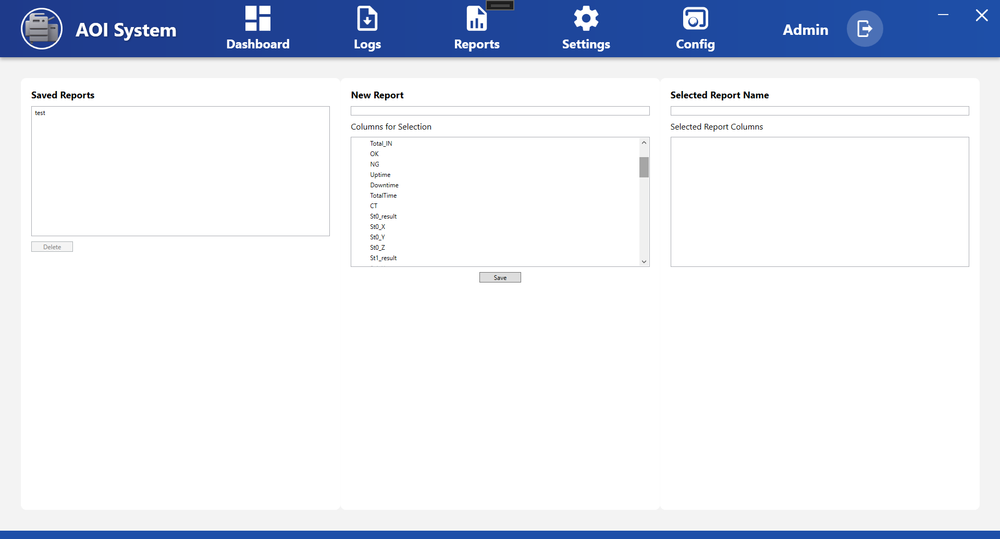 AOI System
Dashboard
Logs
Reports
Settings
Config
Admin
Saved Reports
test
Delete
New Report
Columns for Selection
Total_IN
OK
NG
Uptime
Downtime
TotalTime
CT
St0_result
St0_X
St0_Y
St0_Z
St1_result
Save
Selected Report Name
Selected Report Columns